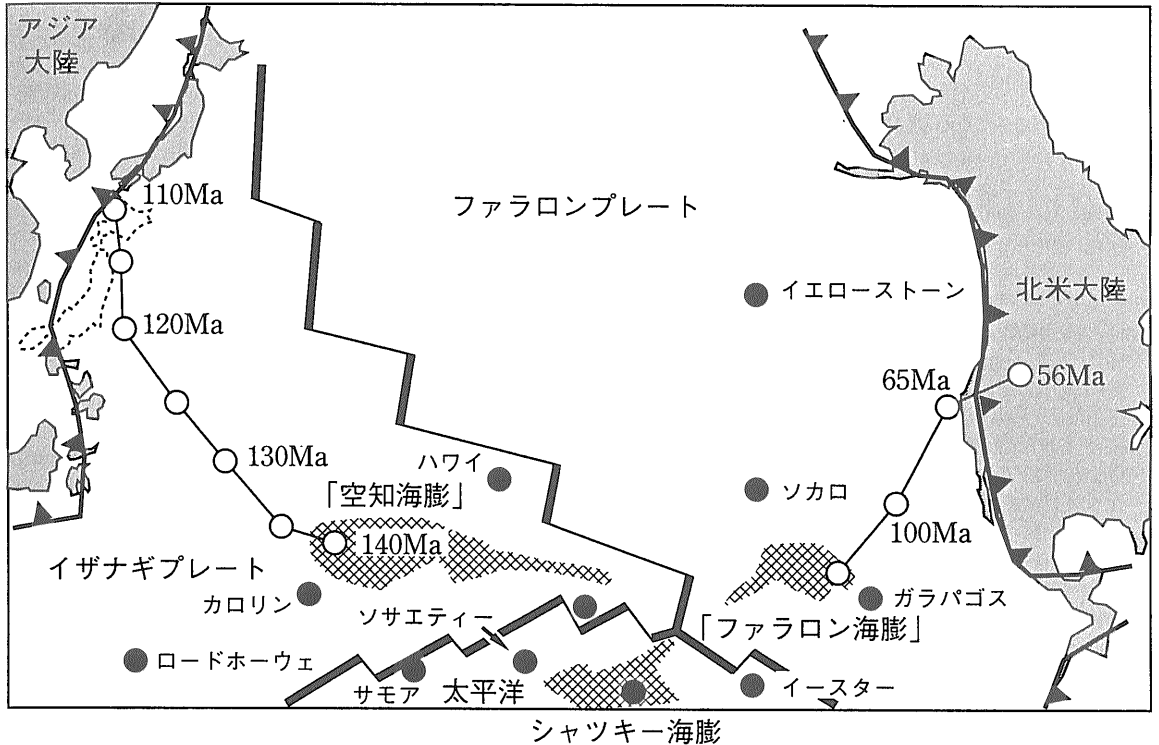 アジア
大陸
110Ma
ファラロンプレート
イエローストーン
北米大陸
120Ma
65Ma
56Ma
130Ma
ハワイ
「空知海膨」
ソカロ
100Ma
140Ma
イザナギプレート
カロリン
ガラパゴス
ソサエティー
「ファラロン海膨」
ロードホーウェ
サモア
太平洋
イースター
シャツキー海膨